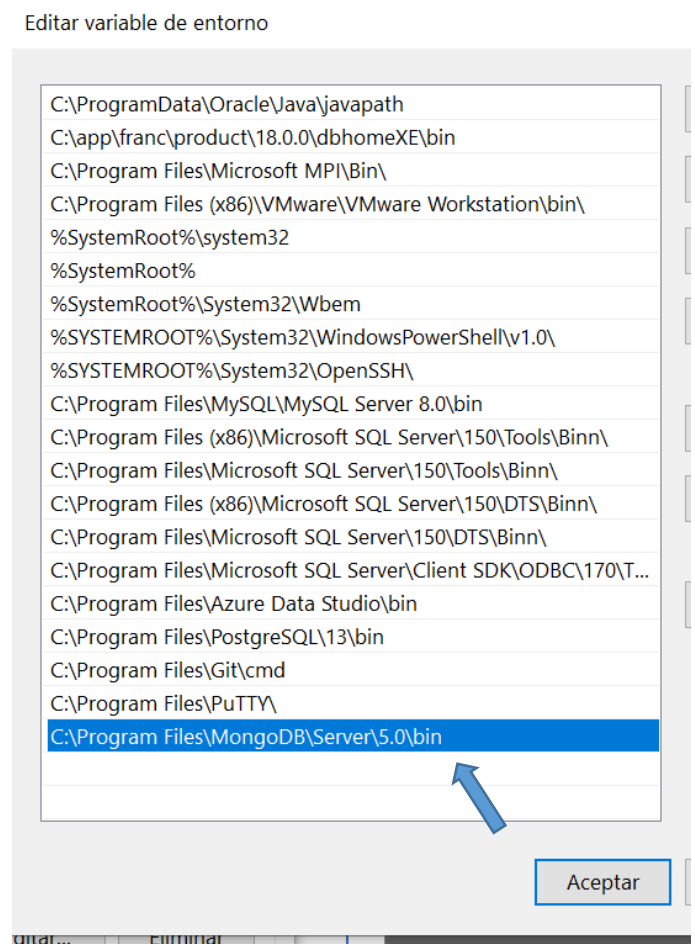 Editar variable de entorno
C:\ProgramData\Oracle\Java\javapath
C:\app\franc\product\18.0.0\dbhomeXE\bin
C:\Program Files\Microsoft MPI\Bin\
C:\Program Files (x86)\VMware\VMware Workstation\bin\
%SystemRoot%\system32
%SystemRoot%
%SystemRoot%\System32\Wbem
%SYSTEMROOT%\System32\WindowsPowerShell\v1.0\
%SYSTEMROOT%\System32\OpenSSH\
C:\Program Files\MySQL\MySQL Server 8.0\bin
C:\Program Files (x86)\Microsoft SQL Server\150\Tools\Binn\
C:\Program Files\Microsoft SQL Server\150\Tools\Binn\
C:\Program Files (x86)\Microsoft SQL Server\150\DTS\Binn\
C:\Program Files\Microsoft SQL Server\150\DTS\Binn\
C:\Program Files\Microsoft SQL Server\Client SDK\ODBC\170\T...
C:\Program Files\Azure Data Studio\bin
C:\Program Files\PostgreSQL\13\bin
C:\Program Files\Git\cmd
C:\Program Files\PuTTY\
C:\Program Files\MongoDB\Server\5.0\bin
Aceptar
Eliminar